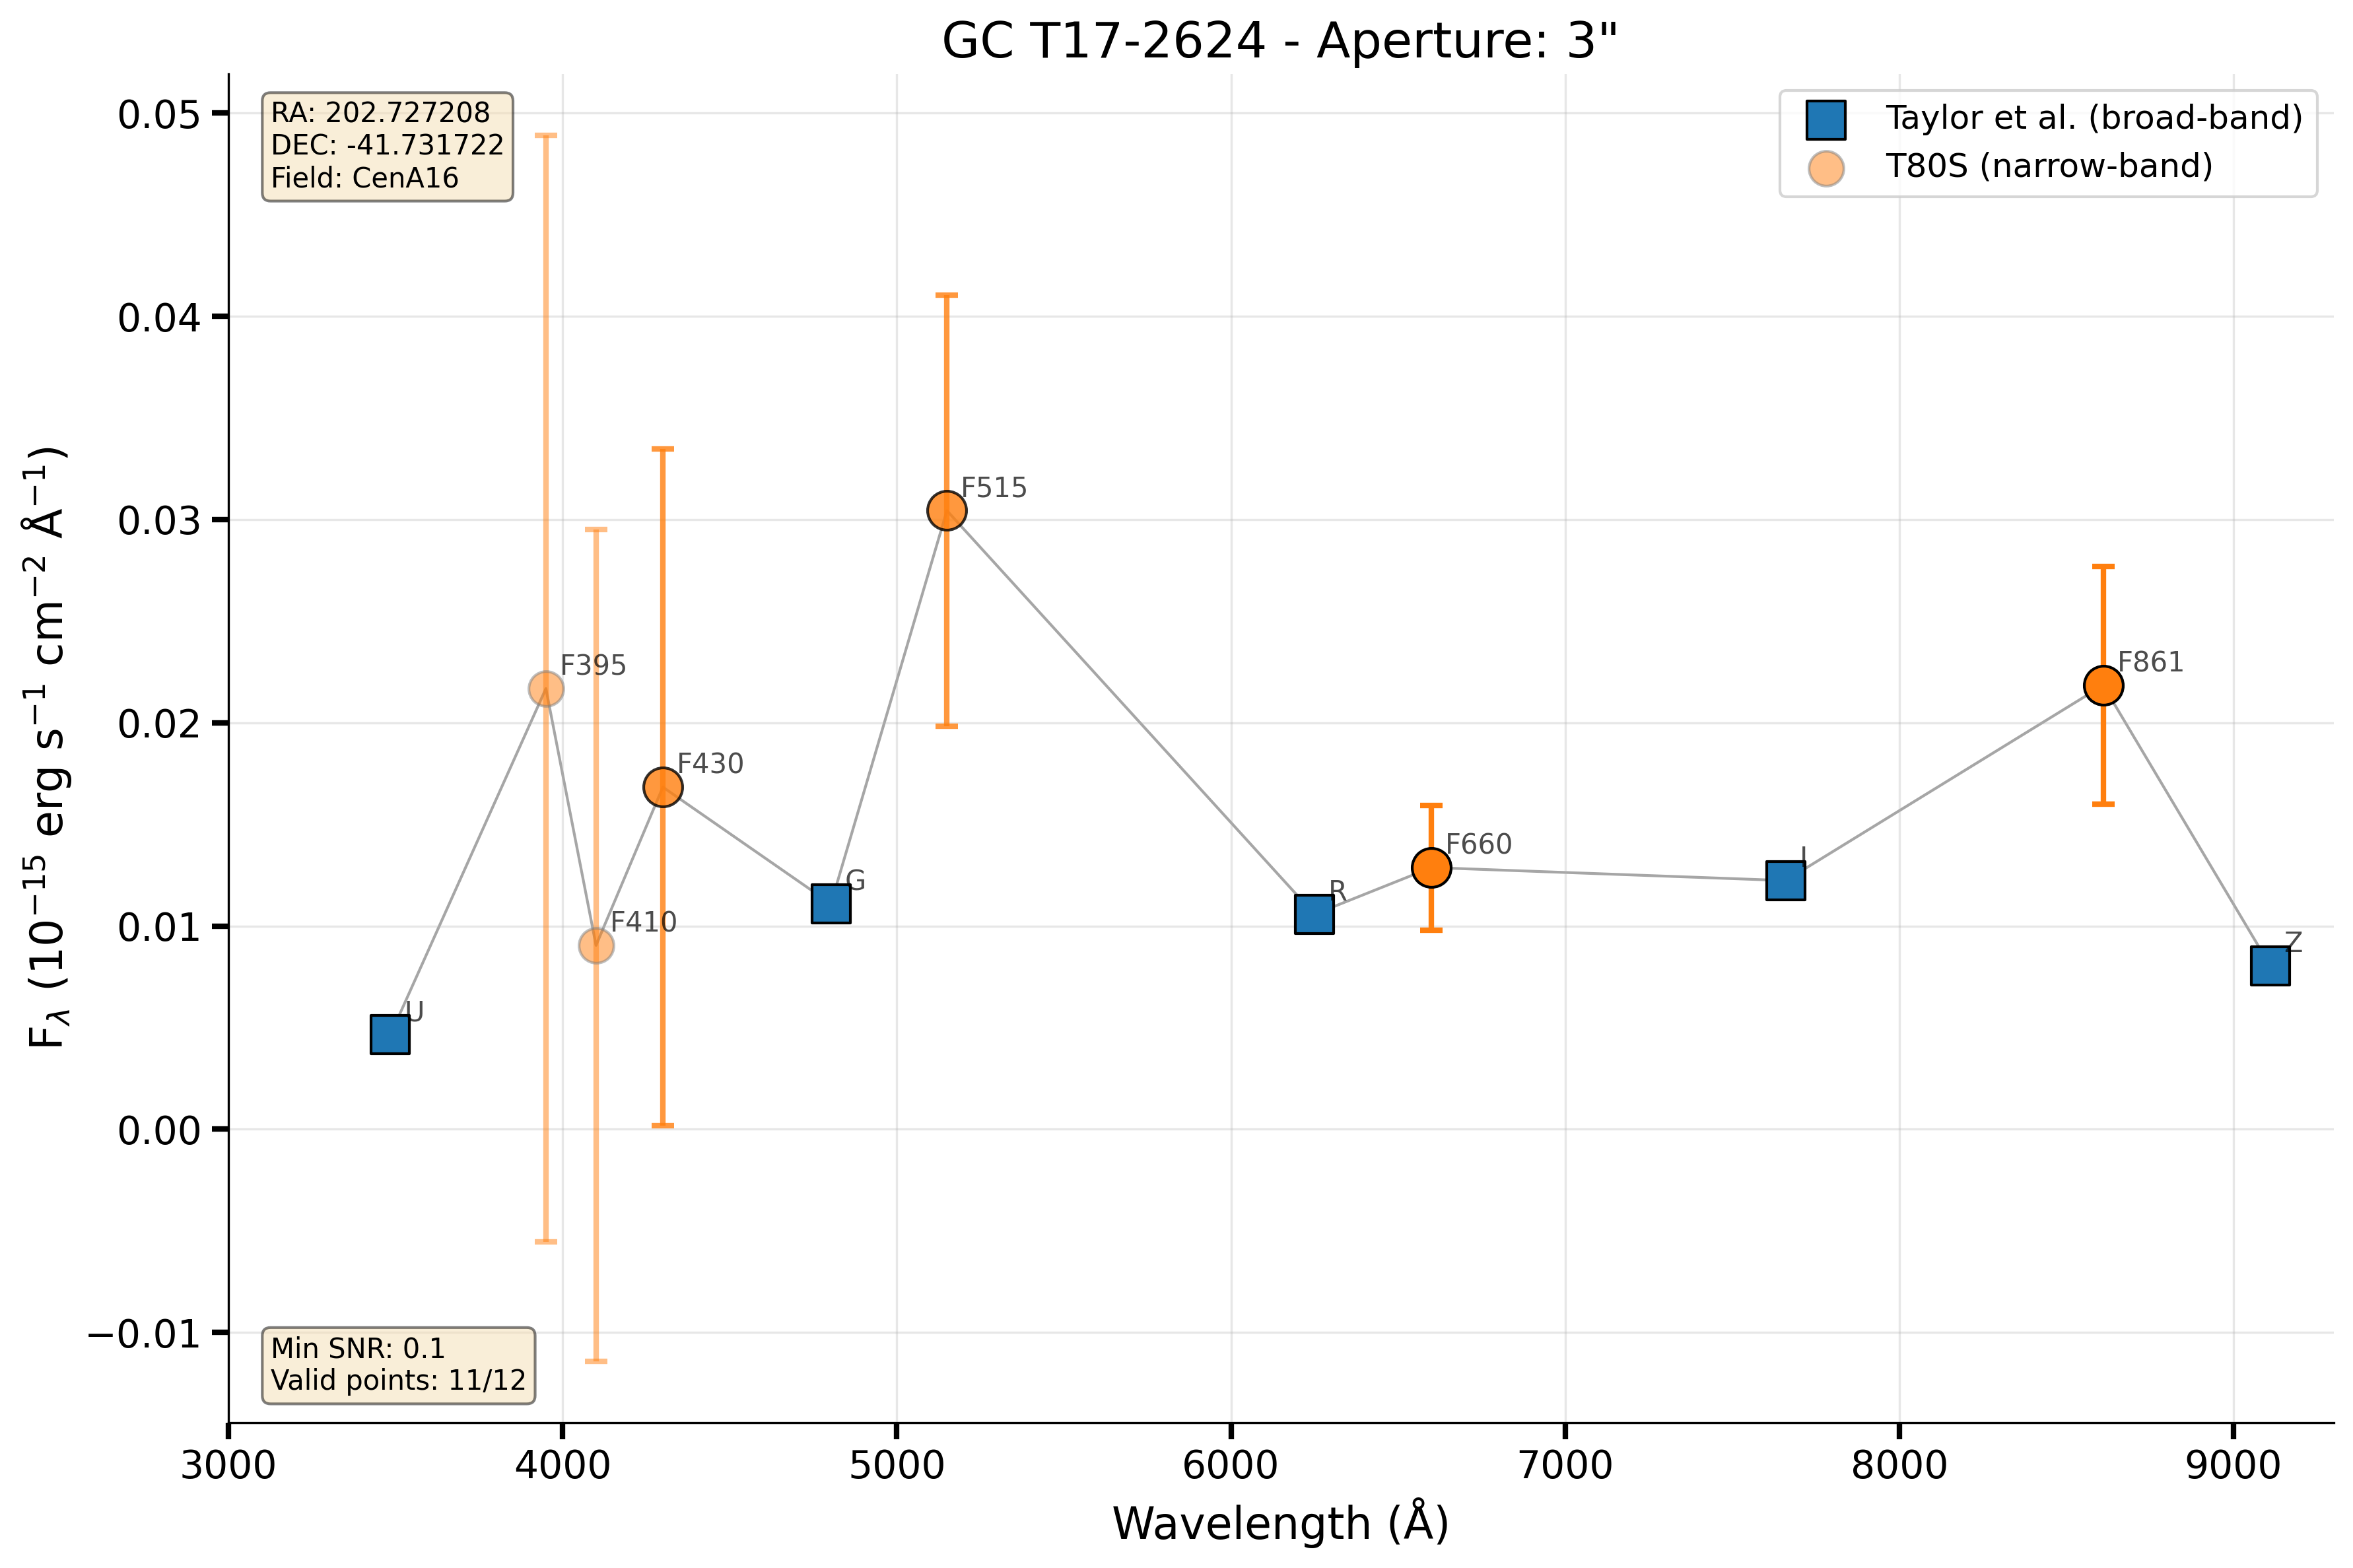 GC T17-2624 - Aperture: 3"
RA: 202.727208
DEC: -41.731722
Field: CenA16
Taylor et al. (broad-band)
T80S (narrow-band)
0.05
0.04
0.03
0.02
0.01
0.00
−0.01
F_λ (10⁻¹⁵ erg s⁻¹ cm⁻² Å⁻¹)
U
F395
F410
F430
G
F515
R
F660
I
F861
Z
Min SNR: 0.1
Valid points: 11/12
3000 4000 5000 6000 7000 8000 9000
Wavelength (Å)